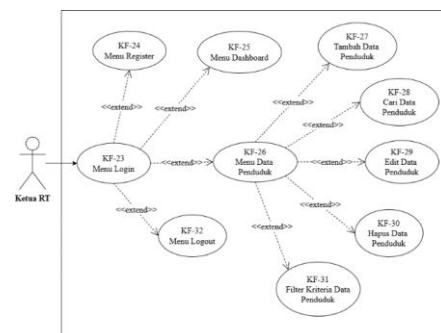 KF-24
Menu Register
KF-25
Menu Dashboard
KF-27
Tambah Data
Penduduk
KF-28
Cari Data
Penduduk
<<extend>>
<<extend>>
<<extend>>
<<extend>>
KF-23
Menu Login
<<extend>>
KF-26
Menu Data
Penduduk
<<extend>>
KF-29
Edit Data
Penduduk
Ketua RT
<<extend>>
<<extend>>
<<extend>>
KF-32
Menu Logout
KF-30
Hapus Data
Penduduk
KF-31
Filter Kriteria Data
Penduduk